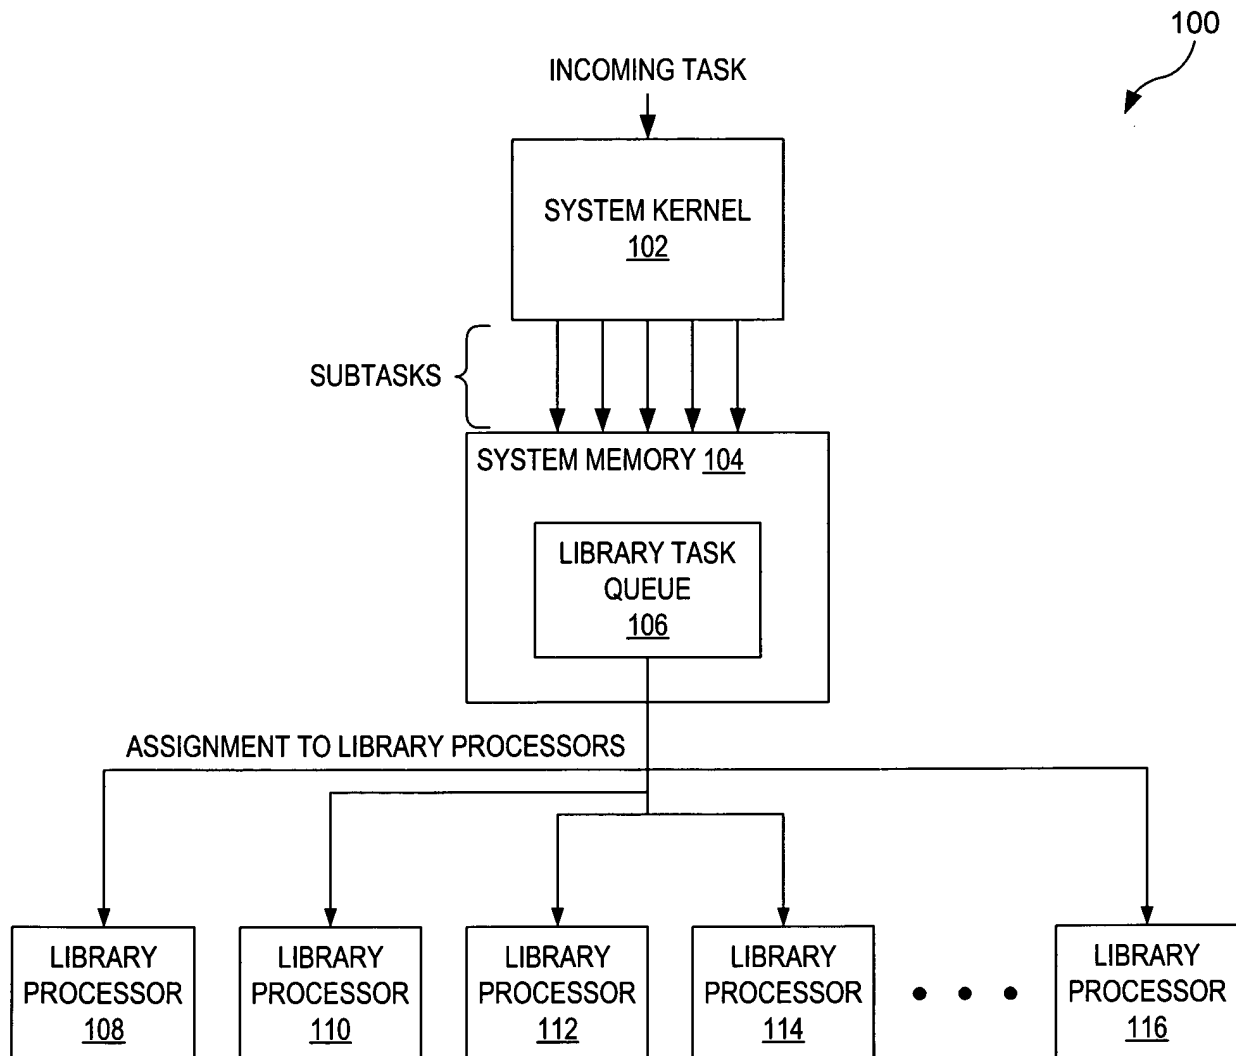 100
INCOMING TASK
SYSTEM KERNEL
102
SUBTASKS
SYSTEM MEMORY 104
LIBRARY TASK
QUEUE
106
ASSIGNMENT TO LIBRARY PROCESSORS
LIBRARY
PROCESSOR
108
LIBRARY
PROCESSOR
110
LIBRARY
PROCESSOR
112
LIBRARY
PROCESSOR
114
LIBRARY
PROCESSOR
116